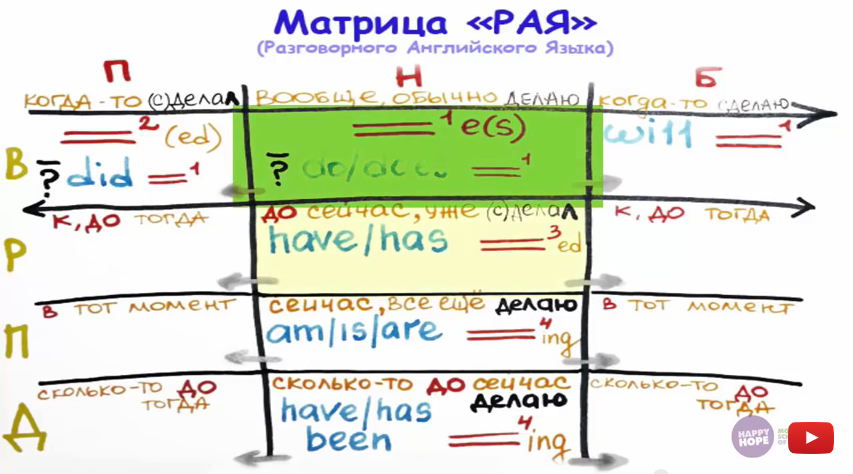 Матрица «РАЯ»
(Разговорного Английского Языка)
П Н Б
КОГДА-ТО (С)ДЕЛАЛ ВООБЩЕ, ОБЫЧНО ДЕЛАЮ КОГДА-ТО СДЕЛАЮ
В
2 (ed) 1 e(s) will 1
? did 1 ? do/does 1
К, ДО ТОГДА ДО СЕЙЧАС, УЖЕ (С)ДЕЛАЛ К, ДО ТОГДА
Р
have/has 3 ed
В ТОТ МОМЕНТ СЕЙЧАС, ВСЕ ЕЩЁ ДЕЛАЮ В ТОТ МОМЕНТ
П
am/is/are 4 ing
СКОЛЬКО-ТО ДО ТОГДА СКОЛЬКО-ТО ДО СЕЙЧАС ДЕЛАЮ СКОЛЬКО-ТО ДО ТОГДА
Д
have/has
been 4 ing
HAPPY
HOPE